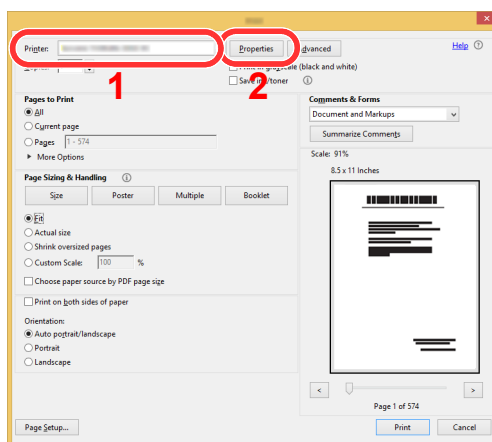 Printer:
Properties
Advanced
Help
(black and white)
1
2
Save ink/toner
Pages to Print
All
Current page
Pages 1 - 574
More Options
Comments & Forms
Document and Markups
Summarize Comments
Scale: 91%
8.5 x 11 Inches
Page Sizing & Handling
Size Poster Multiple Booklet
Fit
Actual size
Shrink oversized pages
Custom Scale: 100 %
Choose paper source by PDF page size
Print on both sides of paper
Orientation:
Auto portrait/landscape
Portrait
Landscape
< >
Page 1 of 574
Page Setup...
Print Cancel